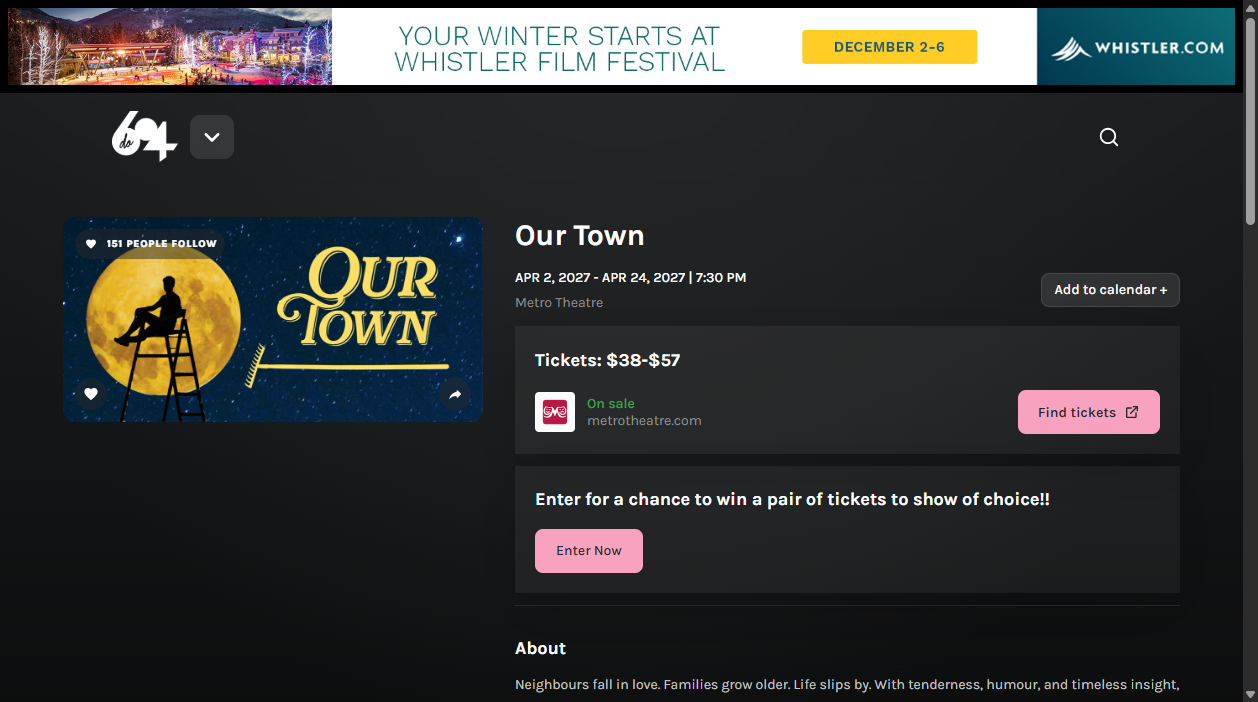 YOUR WINTER STARTS AT
WHISTLER FILM FESTIVAL
DECEMBER 2-6
WHISTLER.COM
do604
151 PEOPLE FOLLOW
OUR
TOWN
Our Town
APR 2, 2027 - APR 24, 2027 | 7:30 PM
Metro Theatre
Add to calendar +
Tickets: $38-$57
On sale
metrotheatre.com
Find tickets
Enter for a chance to win a pair of tickets to show of choice!!
Enter Now
About
Neighbours fall in love. Families grow older. Life slips by. With tenderness, humour, and timeless insight,